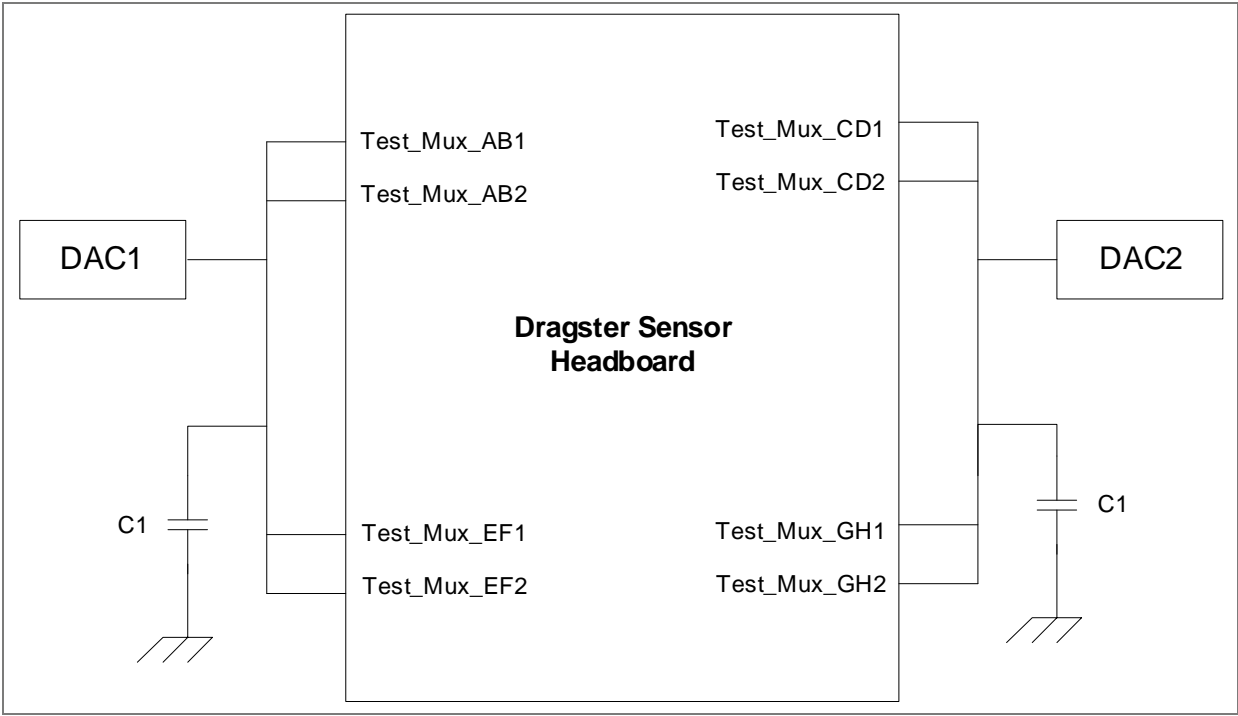 Test_Mux_AB1
Test_Mux_AB2
Test_Mux_CD1
Test_Mux_CD2
DAC1
DAC2
Dragster Sensor
Headboard
C1
C1
Test_Mux_EF1
Test_Mux_EF2
Test_Mux_GH1
Test_Mux_GH2